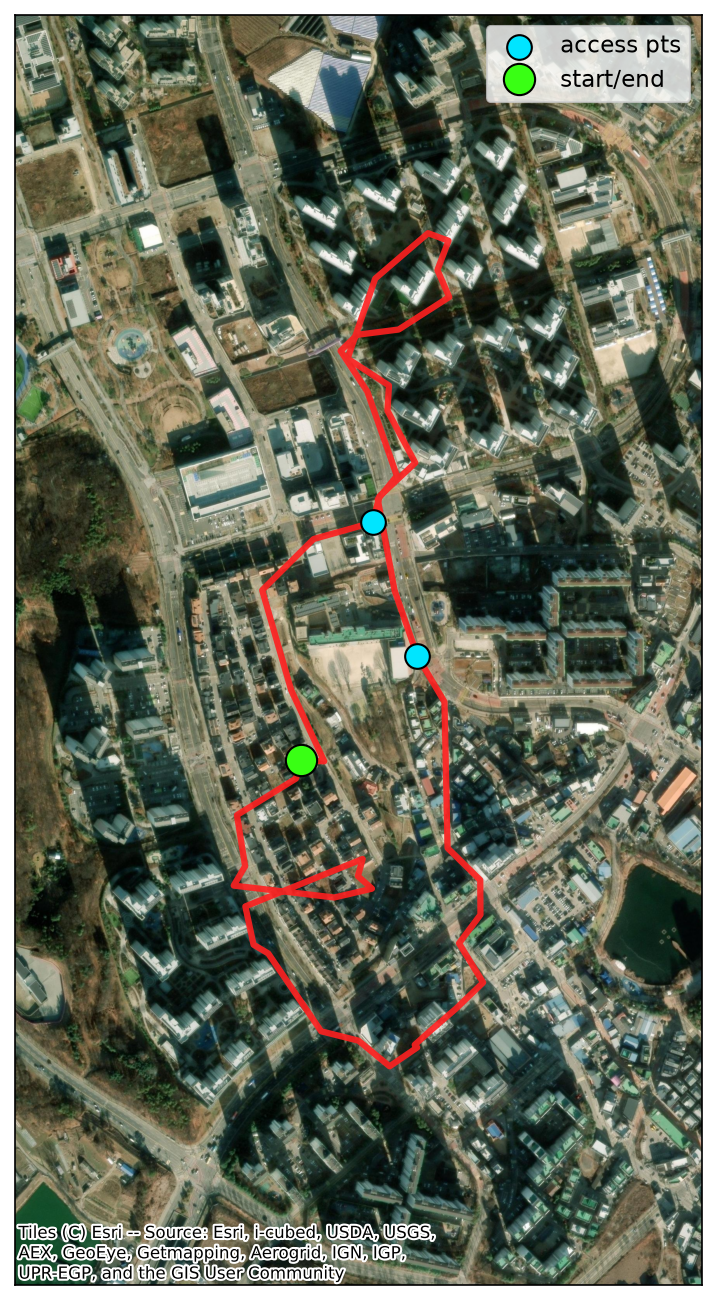 access pts
start/end
Tiles (C) Esri -- Source: Esri, i-cubed, USDA, USGS,
AEX, GeoEye, Getmapping, Aerogrid, IGN, IGP,
UPR-EGP, and the GIS User Community